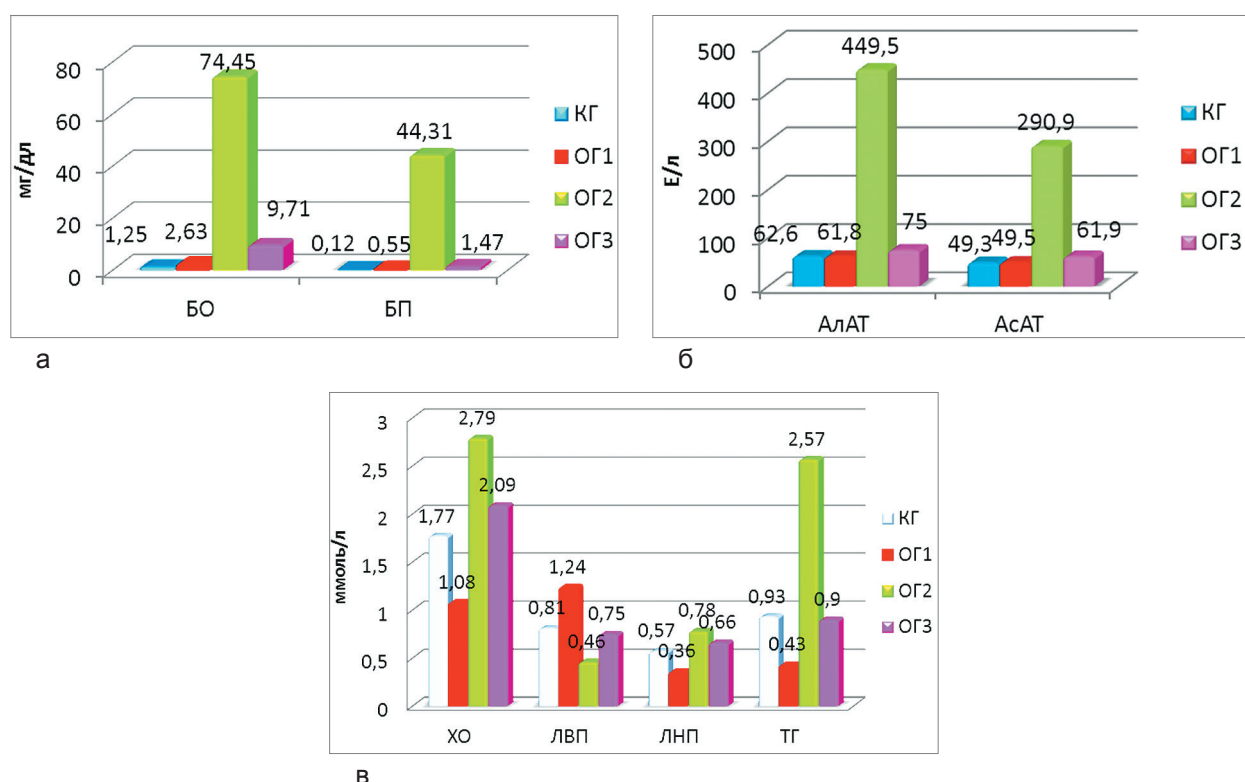 мг/дл
80
60
40
20
0
74,45
44,31
9,71
1,25
2,63
0,12
0,55
1,47
БО
БП
КГ
ОГ1
ОГ2
ОГ3
а
Е/л
500
400
300
200
100
0
449,5
290,9
62,6
61,8
75
49,3
49,5
61,9
АлАТ
АсАТ
КГ
ОГ1
ОГ2
ОГ3
б
ммоль/л
3
2,5
2
1,5
1
0,5
0
1,77
1,08
2,79
2,09
0,81
1,24
0,46
0,75
0,57
0,36
0,78
0,66
0,93
0,43
2,57
0,9
ХО
ЛВП
ЛНП
ТГ
КГ
ОГ1
ОГ2
ОГ3
в